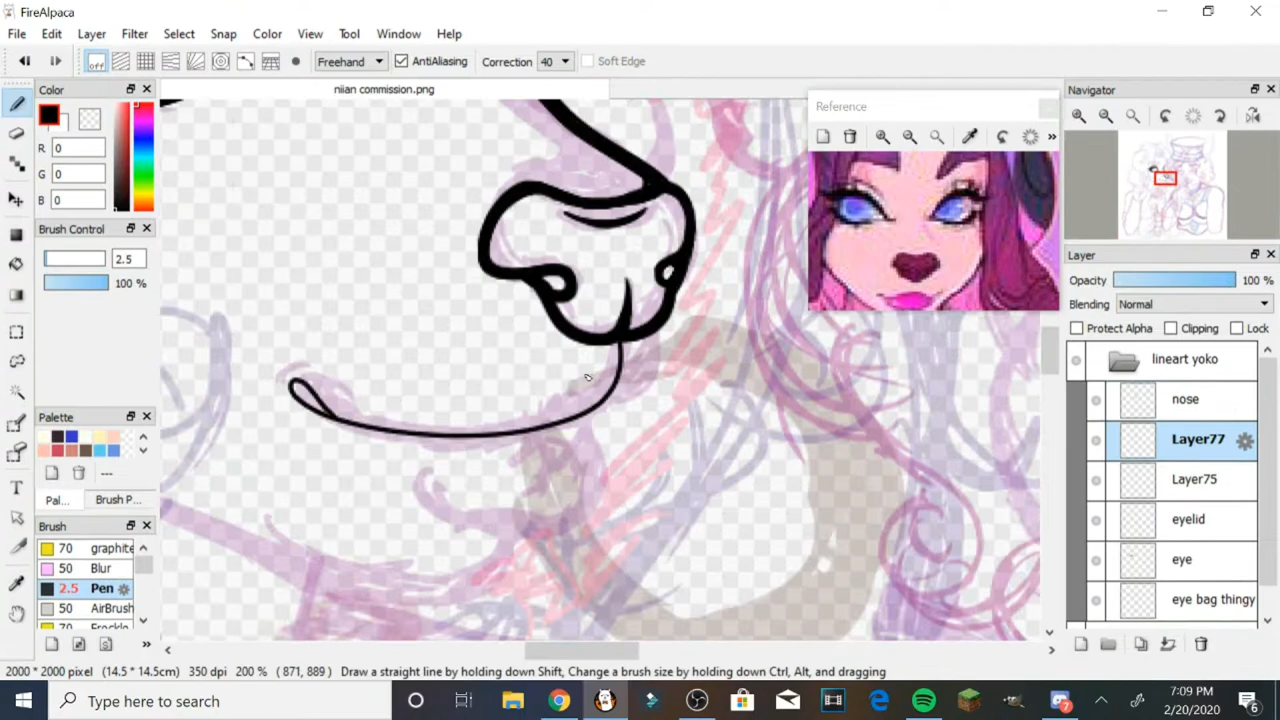 FireAlpaca
File Edit Layer Filter Select Snap Color View Tool Window Help
off Freehand AntiAliasing Correction 40 Soft Edge
Color
niian commission.png
Reference
Navigator
R 0
G 0
B 0
Brush Control
2.5
100 %
Layer
Opacity 100 %
Blending Normal
Protect Alpha Clipping Lock
lineart yoko
nose
Layer77
Layer75
eyelid
eye
eye bag thingy
Palette
---
Pal... Brush P...
Brush
70 graphite
50 Blur
2.5 Pen
50 AirBrush
70 Freckle
T
2000 * 2000 pixel (14.5 * 14.5cm) 350 dpi 200 % (871, 889) Draw a straight line by holding down Shift, Change a brush size by holding down Ctrl, Alt, and dragging
Type here to search
7
7:09 PM
2/20/2020
6